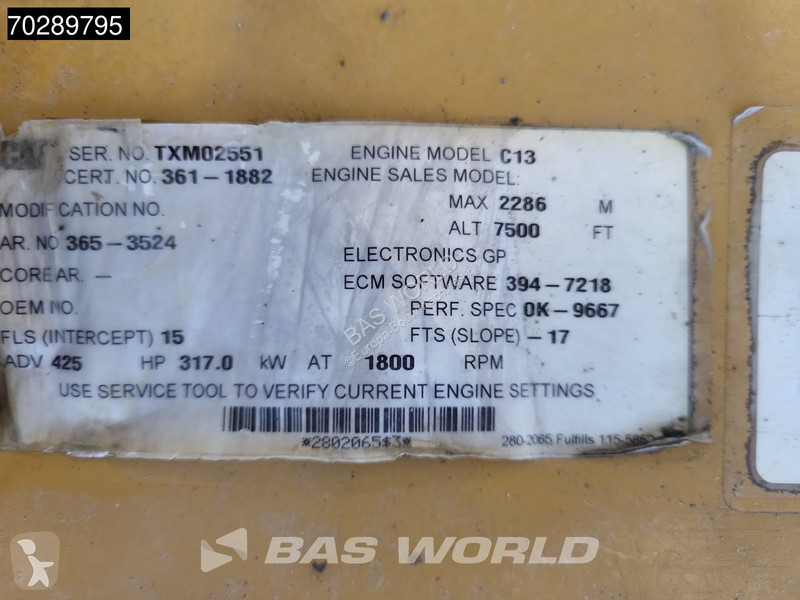 70289795
SER. NO. TXM02551 ENGINE MODEL C13
CERT. NO. 361-1882 ENGINE SALES MODEL:
MODIFICATION NO. MAX 2286 M
ALT 7500 FT
AR. NO 365-3524
ELECTRONICS GP
CORE AR. - ECM SOFTWARE 394-7218
OEM NO. PERF. SPEC 0K-9667
FLS (INTERCEPT) 15 FTS (SLOPE) -17
ADV 425 HP 317.0 kW AT 1800 RPM
USE SERVICE TOOL TO VERIFY CURRENT ENGINE SETTINGS
*2802065$3*
280-2065 Fulfills
BAS WORLD
BAS WORLD